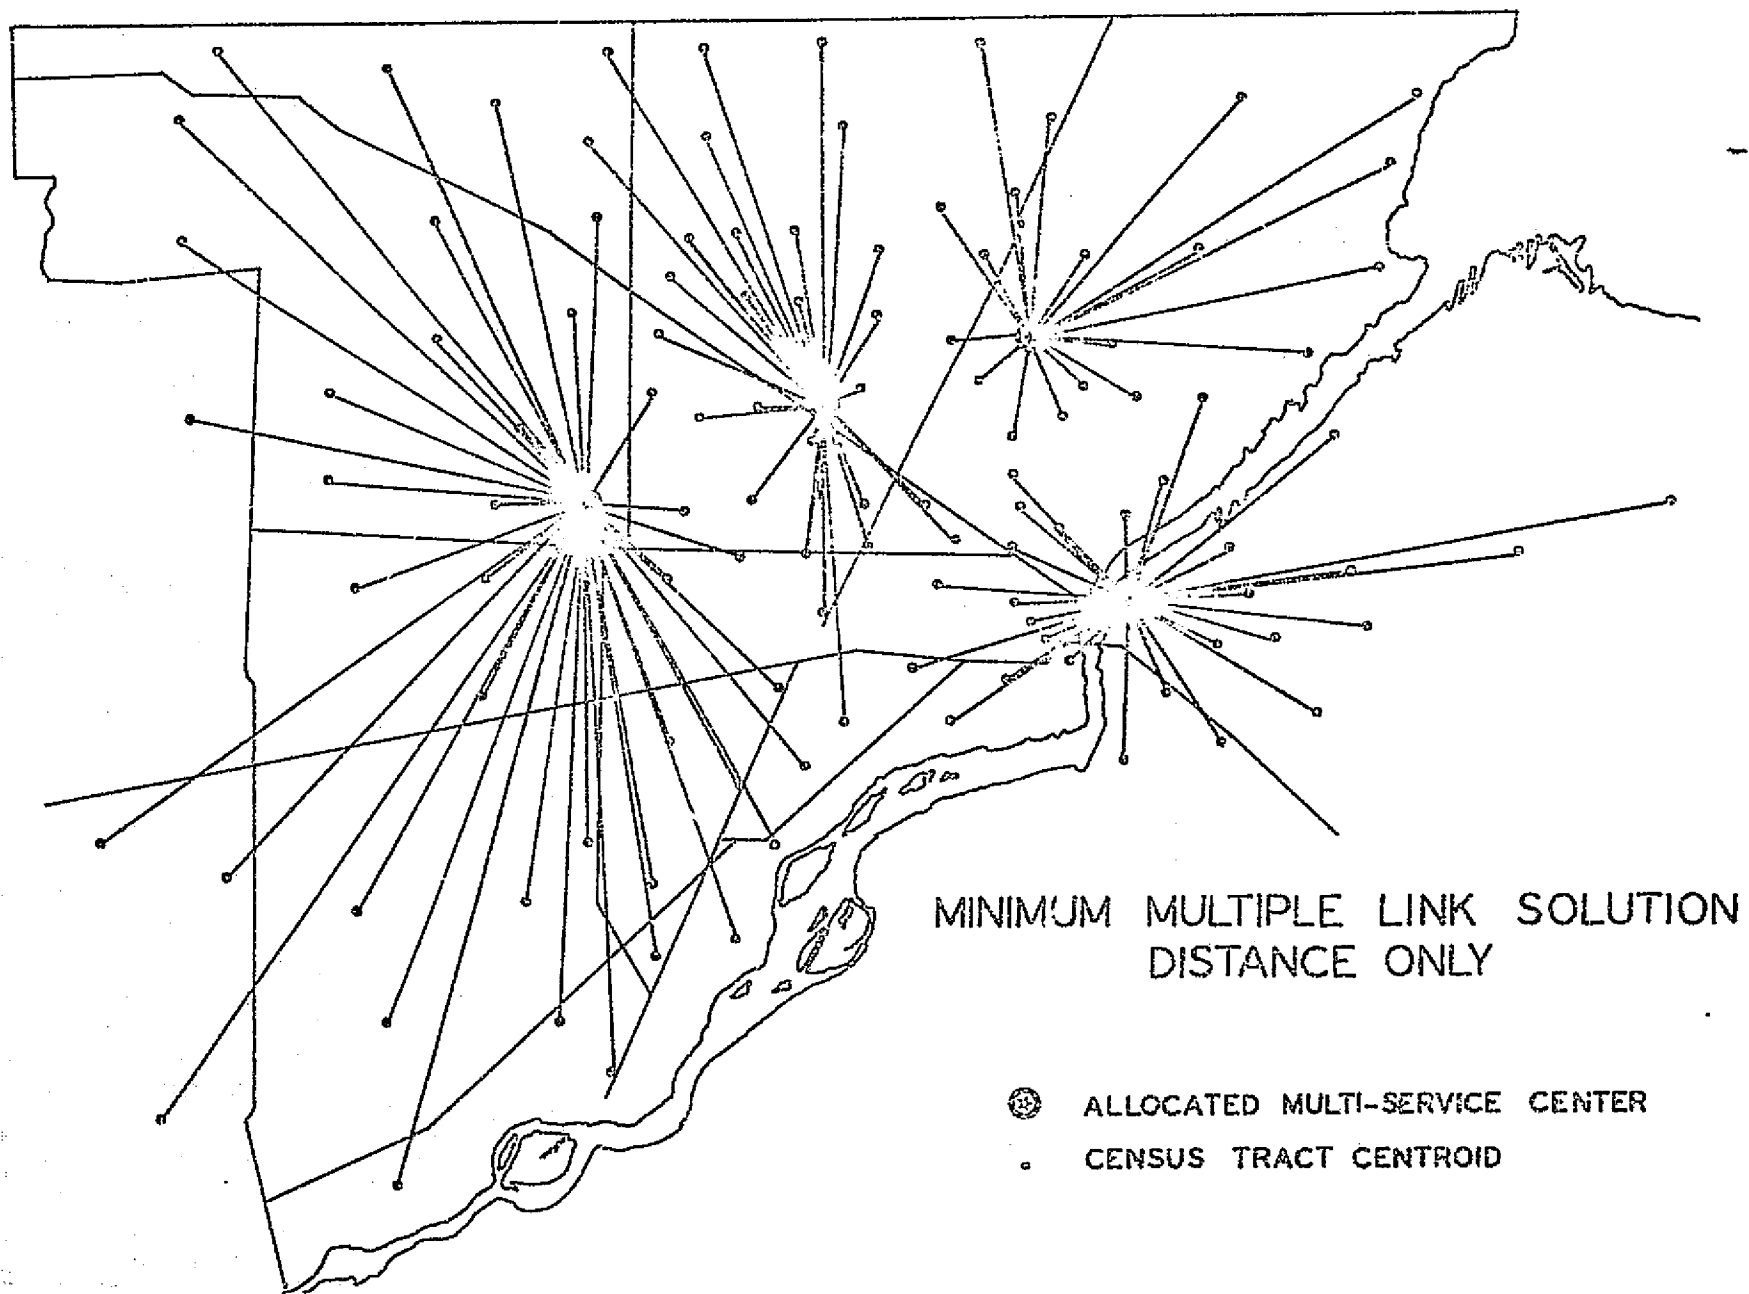 MINIMUM MULTIPLE LINK SOLUTION
DISTANCE ONLY
ALLOCATED MULTI-SERVICE CENTER
CENSUS TRACT CENTROID